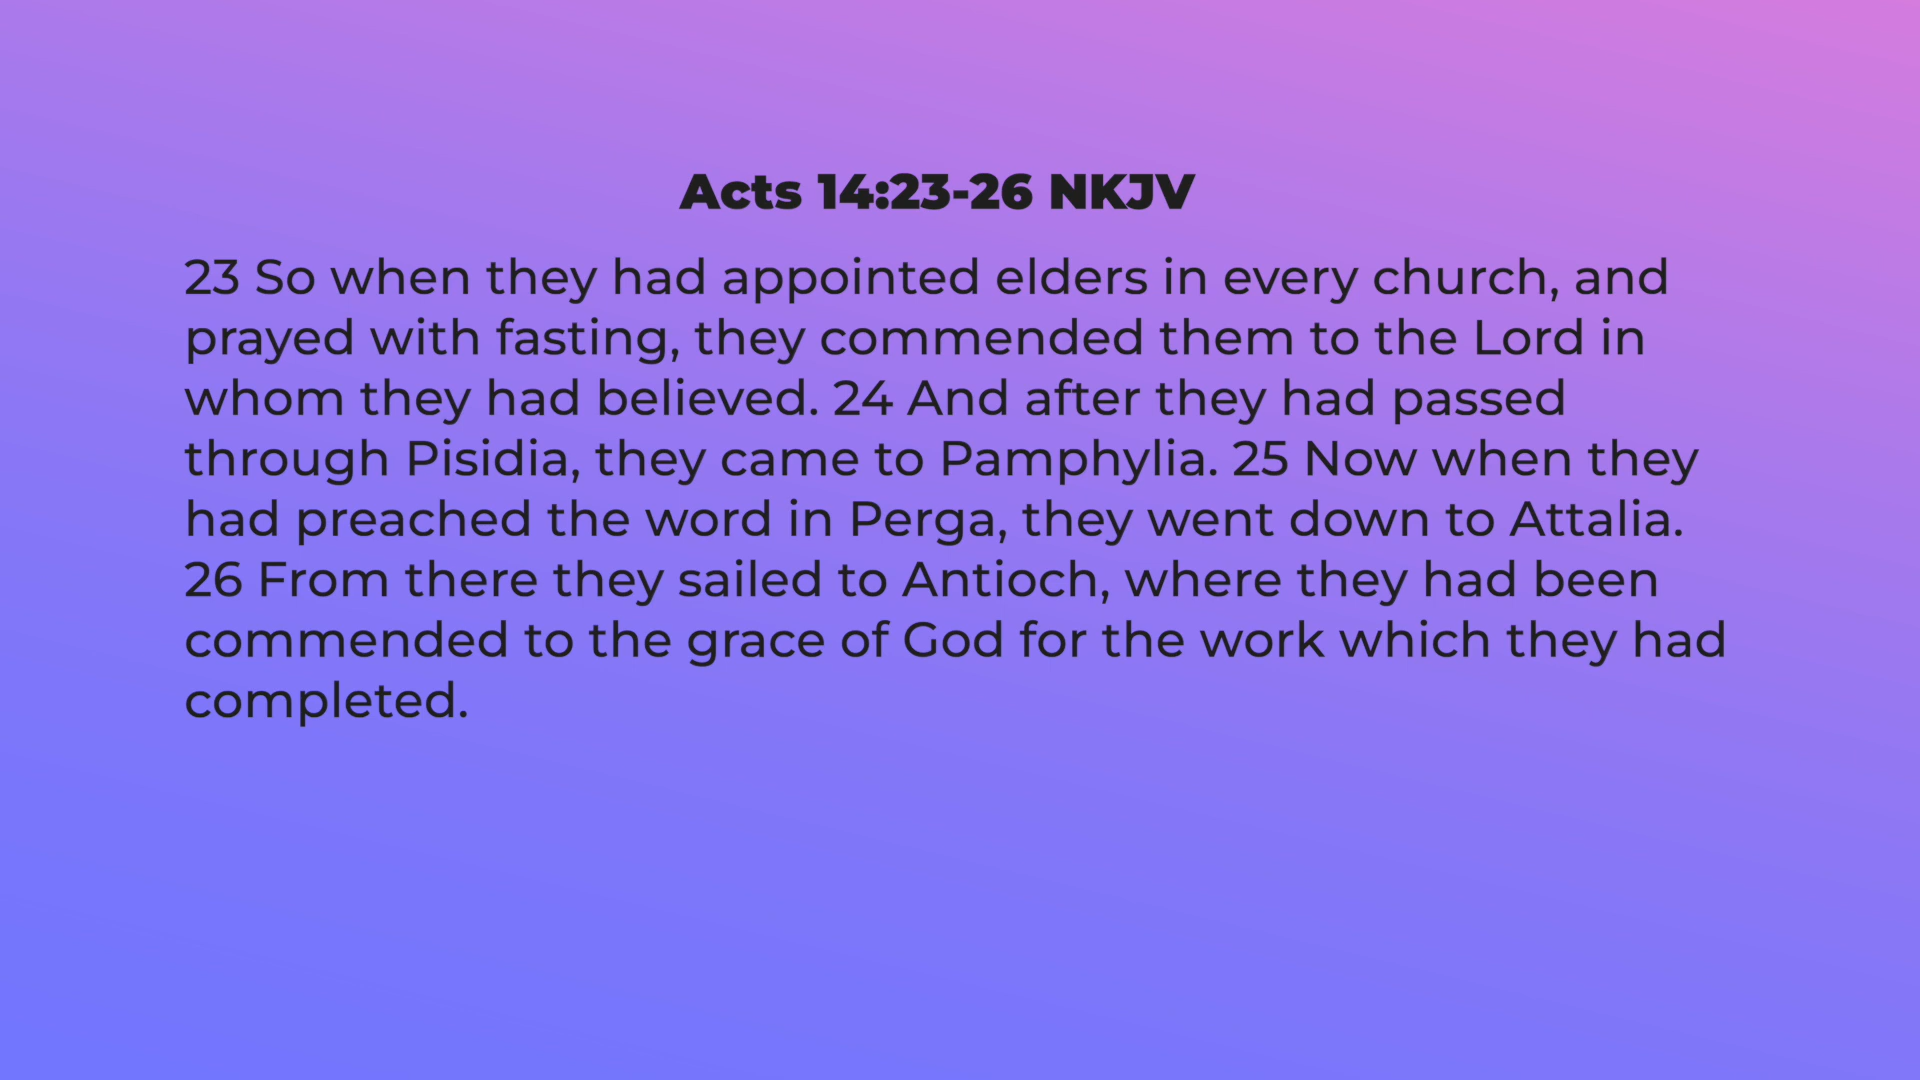 Acts 14:23-26 NKJV
23 So when they had appointed elders in every church, and
prayed with fasting, they commended them to the Lord in
whom they had believed. 24 And after they had passed
through Pisidia, they came to Pamphylia. 25 Now when they
had preached the word in Perga, they went down to Attalia.
26 From there they sailed to Antioch, where they had been
commended to the grace of God for the work which they had
completed.